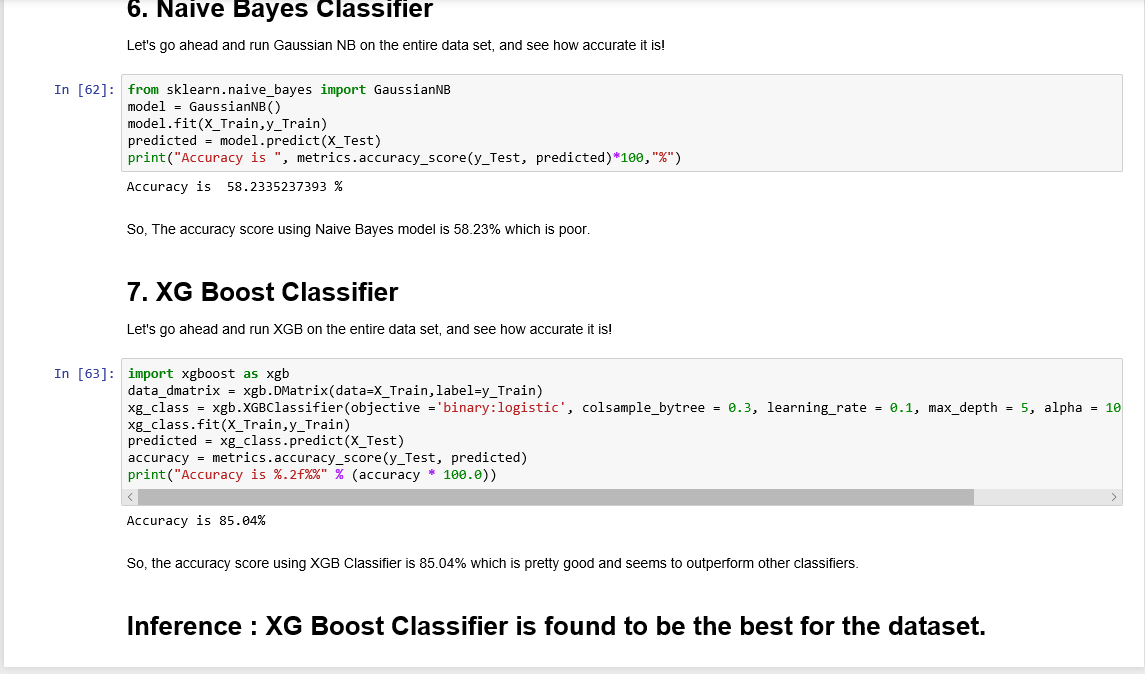 6. Naive Bayes Classifier
Let's go ahead and run Gaussian NB on the entire data set, and see how accurate it is!
In [62]:
from sklearn.naive_bayes import GaussianNB
model = GaussianNB()
model.fit(X_Train,y_Train)
predicted = model.predict(X_Test)
print("Accuracy is ", metrics.accuracy_score(y_Test, predicted)*100,"%")
Accuracy is  58.2335237393 %
So, The accuracy score using Naive Bayes model is 58.23% which is poor.
7. XG Boost Classifier
Let's go ahead and run XGB on the entire data set, and see how accurate it is!
In [63]:
import xgboost as xgb
data_dmatrix = xgb.DMatrix(data=X_Train,label=y_Train)
xg_class = xgb.XGBClassifier(objective ='binary:logistic', colsample_bytree = 0.3, learning_rate = 0.1, max_depth = 5, alpha = 10
xg_class.fit(X_Train,y_Train)
predicted = xg_class.predict(X_Test)
accuracy = metrics.accuracy_score(y_Test, predicted)
print("Accuracy is %.2f%%" % (accuracy * 100.0))
Accuracy is 85.04%
So, the accuracy score using XGB Classifier is 85.04% which is pretty good and seems to outperform other classifiers.
Inference : XG Boost Classifier is found to be the best for the dataset.